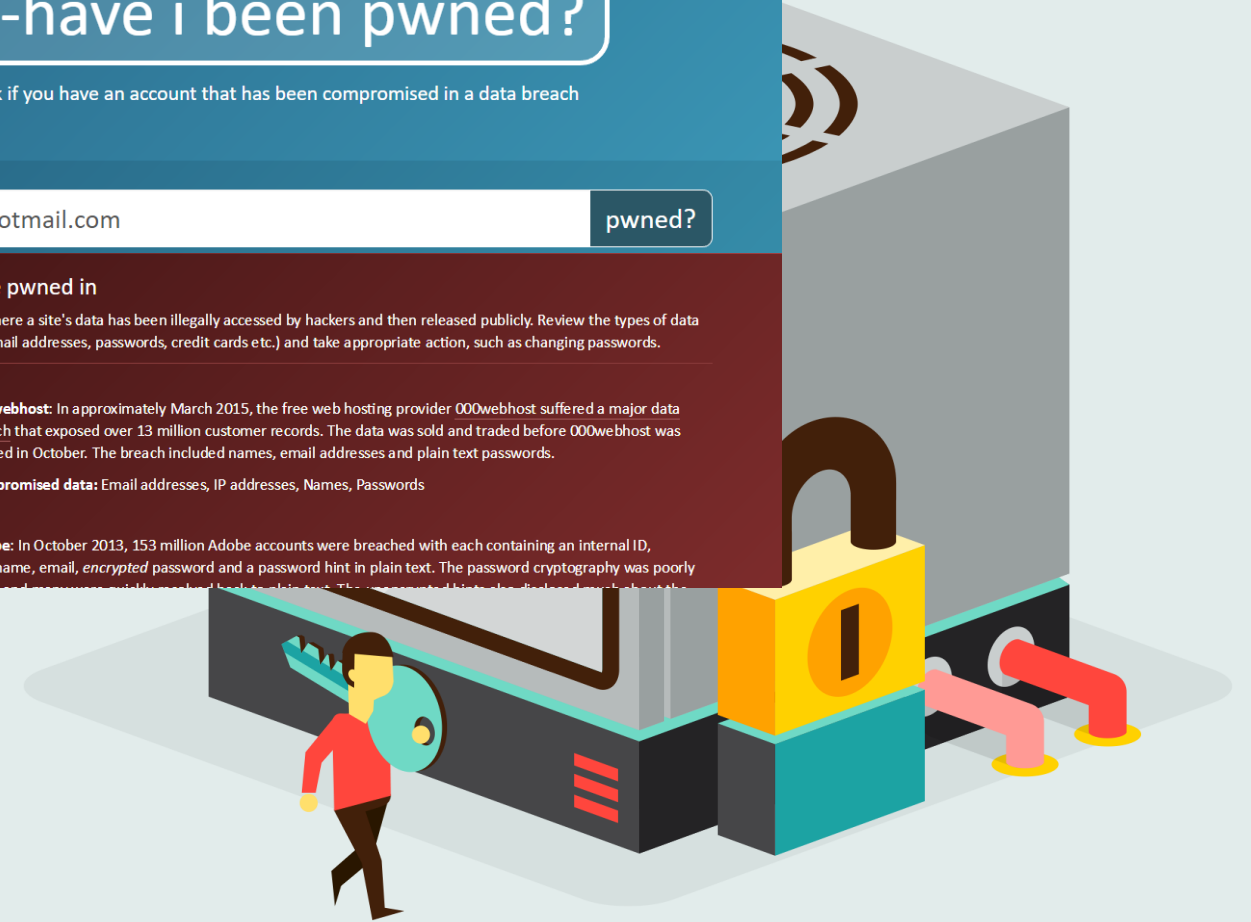 -have i been pwned?
if you have an account that has been compromised in a data breach
otmail.com
pwned?
pwned in
ere a site's data has been illegally accessed by hackers and then released publicly. Review the types of data
ail addresses, passwords, credit cards etc.) and take appropriate action, such as changing passwords.
webhost: In approximately March 2015, the free web hosting provider 000webhost suffered a major data
ch that exposed over 13 million customer records. The data was sold and traded before 000webhost was
ed in October. The breach included names, email addresses and plain text passwords.
promised data: Email addresses, IP addresses, Names, Passwords
be: In October 2013, 153 million Adobe accounts were breached with each containing an internal ID,
name, email, encrypted password and a password hint in plain text. The password cryptography was poorly